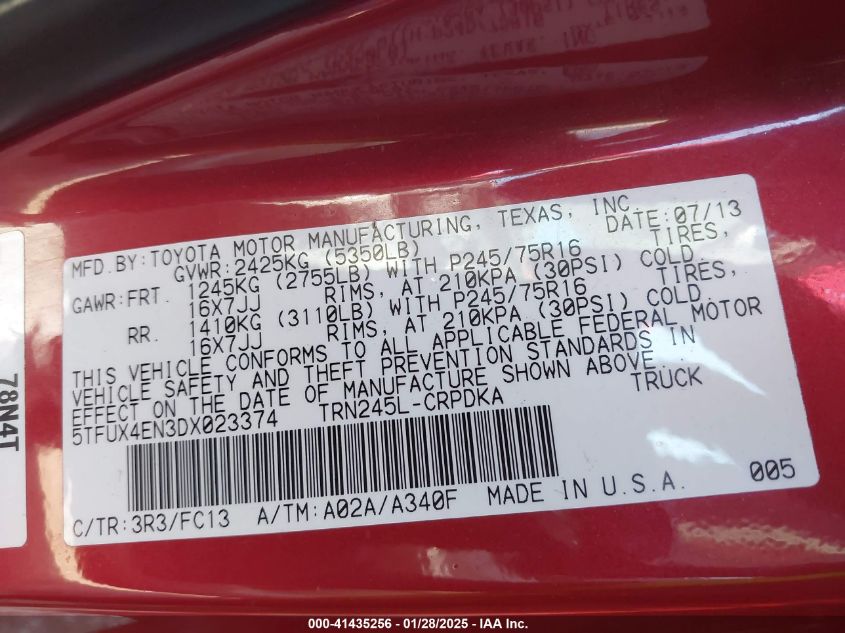 MFD. BY: TOYOTA MOTOR MANUFACTURING, TEXAS, INC.
GVWR: 2425KG (5350LB) DATE: 07/13
GAWR: FRT. 1245KG (2755LB) WITH P245/75R16 TIRES,
16X7JJ RIMS, AT 210KPA (30PSI) COLD
RR. 1410KG (3110LB) WITH P245/75R16 TIRES,
16X7JJ RIMS, AT 210KPA (30PSI) COLD.
THIS VEHICLE CONFORMS TO ALL APPLICABLE FEDERAL MOTOR
VEHICLE SAFETY AND THEFT PREVENTION STANDARDS IN
EFFECT ON THE DATE OF MANUFACTURE SHOWN ABOVE.
5TFUX4EN3DX023374 TRN245L-CRPDKA TRUCK
C/TR: 3R3/FC13 A/TM: A02A/A340F MADE IN U.S.A. 005
78N4T
000-41435256 - 01/28/2025 - IAA Inc.